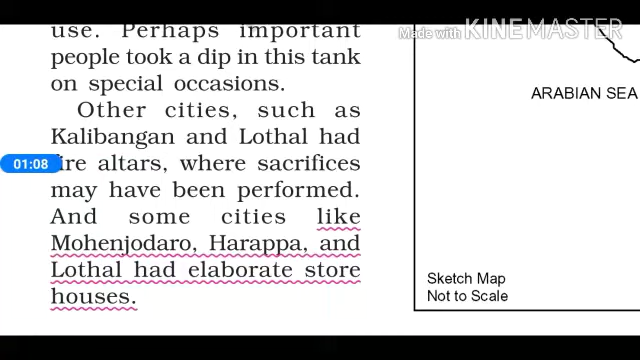 use. Perhaps important
people took a dip in this tank
on special occasions.
Other cities, such as
Kalibangan and Lothal had
fire altars, where sacrifices
may have been performed.
And some cities like
Mohenjodaro, Harappa, and
Lothal had elaborate store
houses.
01:08
Made with KINEMASTER
ARABIAN SEA
Sketch Map
Not to Scale